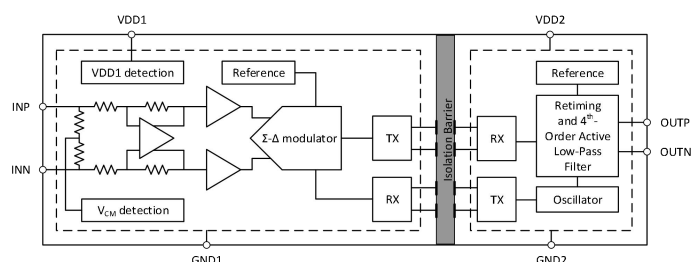 VDD1
VDD2
VDD1 detection
Reference
Reference
INP
INN
Σ-Δ modulator
TX
RX
Isolation Barrier
RX
TX
Retiming
and 4th-
Order Active
Low-Pass
Filter
OUTP
OUTN
VCM detection
Oscillator
GND1
GND2